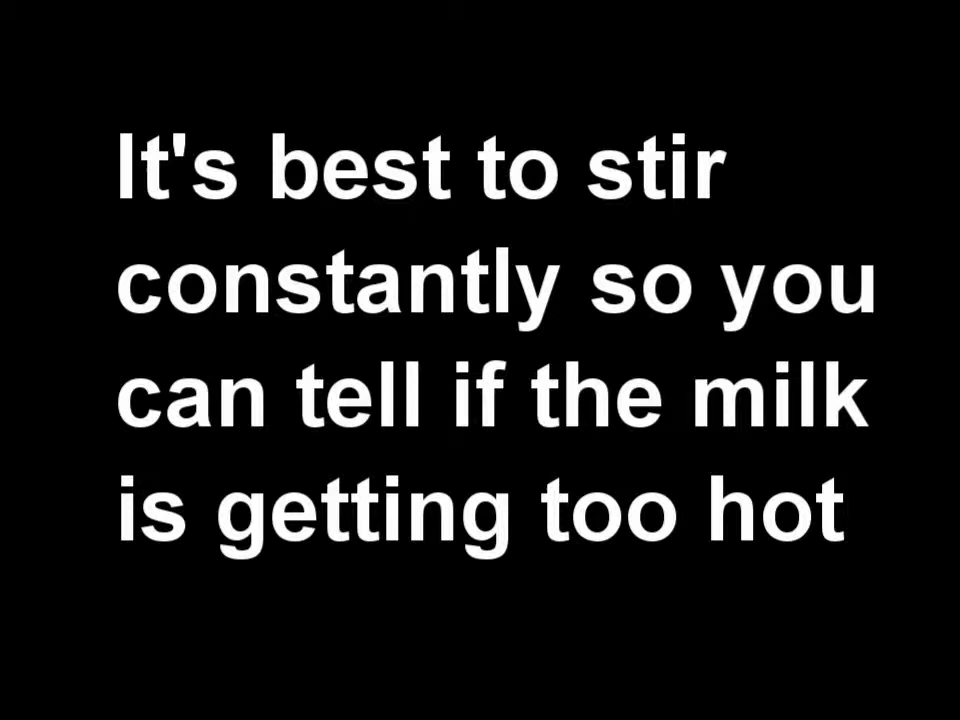 It's best to stir
constantly so you
can tell if the milk
is getting too hot